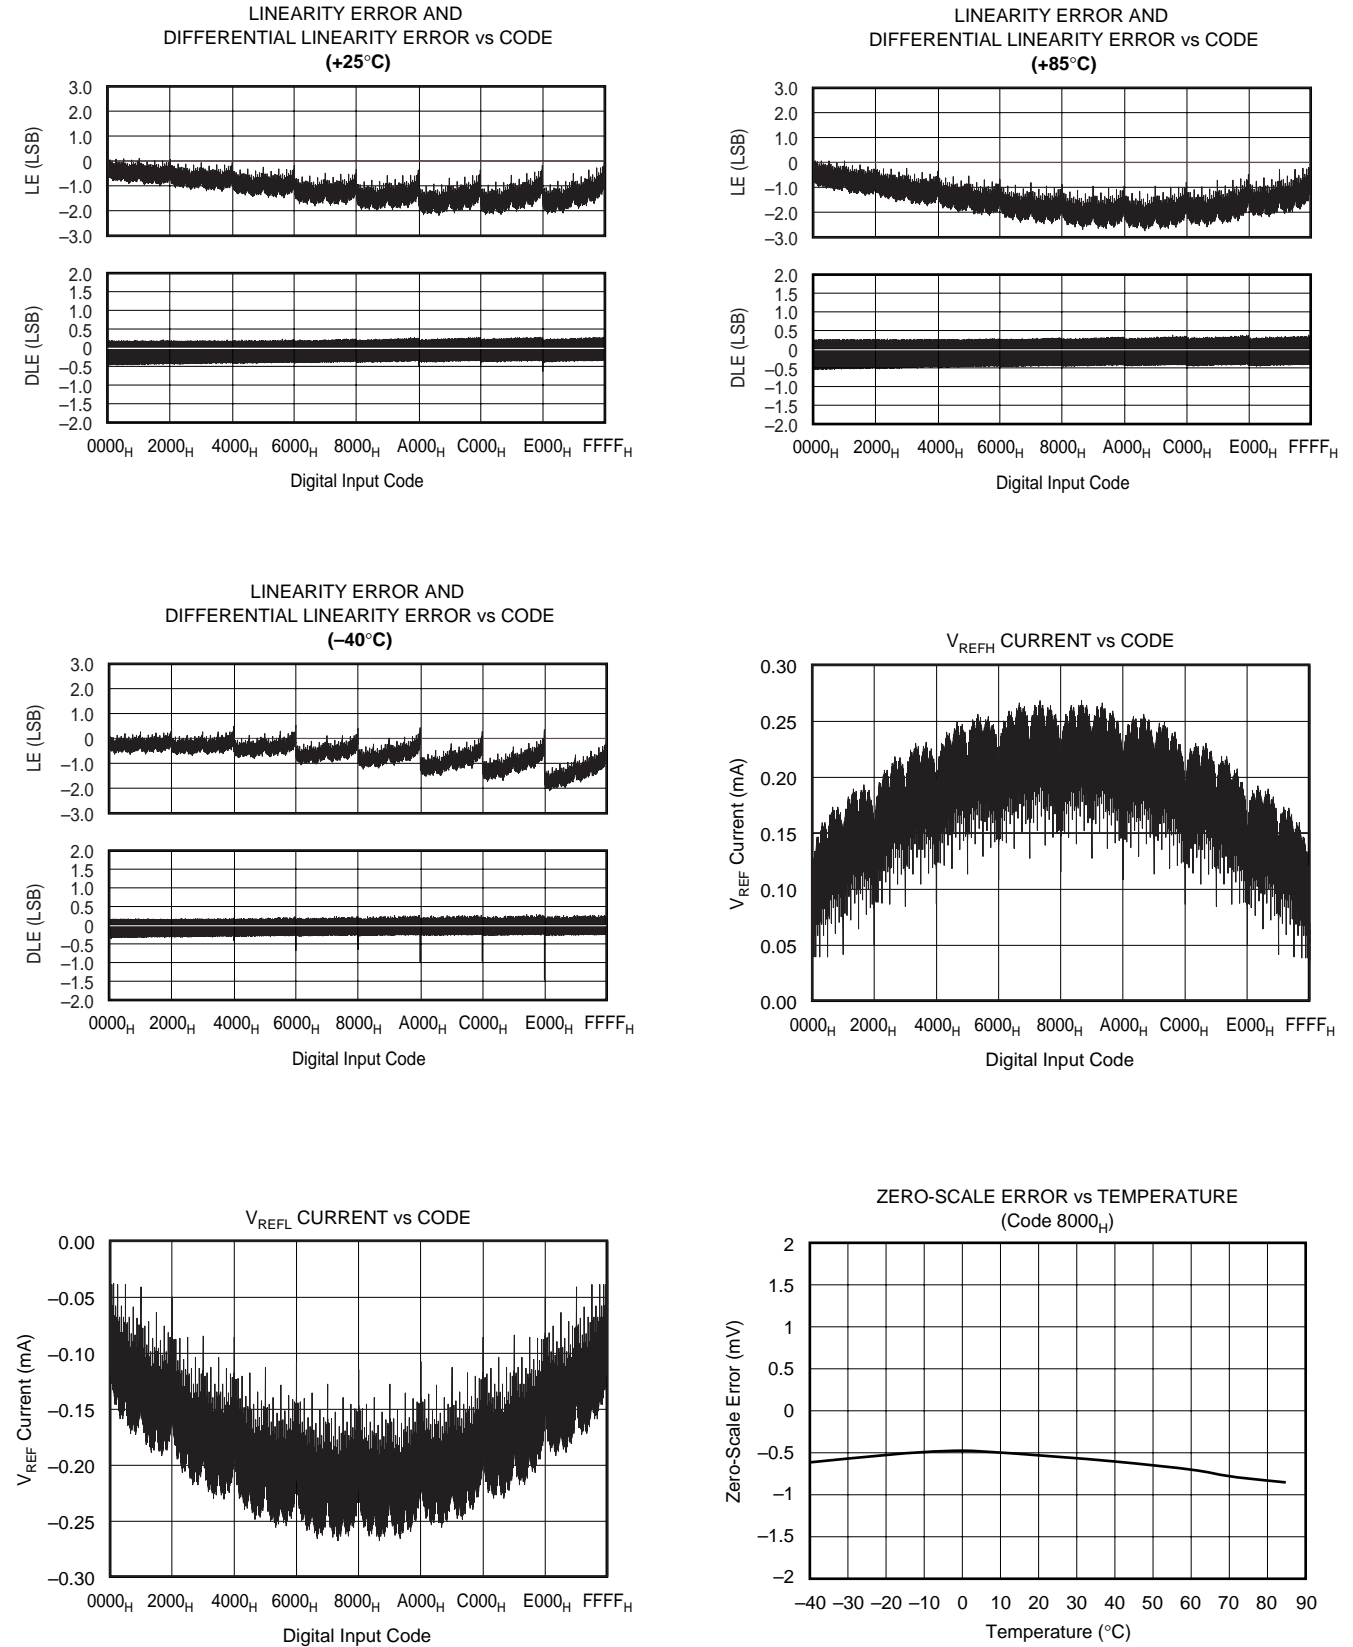 LINEARITY ERROR AND
DIFFERENTIAL LINEARITY ERROR vs CODE
(+25°C)
3.0
2.0
1.0
0
–1.0
–2.0
–3.0
LE (LSB)
2.0
1.5
1.0
0.5
0
–0.5
–1.0
–1.5
–2.0
DLE (LSB)
0000H 2000H 4000H 6000H 8000H A000H C000H E000H FFFFH
Digital Input Code
LINEARITY ERROR AND
DIFFERENTIAL LINEARITY ERROR vs CODE
(+85°C)
3.0
2.0
1.0
0
–1.0
–2.0
–3.0
LE (LSB)
2.0
1.5
1.0
0.5
0
–0.5
–1.0
–1.5
–2.0
DLE (LSB)
0000H 2000H 4000H 6000H 8000H A000H C000H E000H FFFFH
Digital Input Code
LINEARITY ERROR AND
DIFFERENTIAL LINEARITY ERROR vs CODE
(–40°C)
3.0
2.0
1.0
0
–1.0
–2.0
–3.0
LE (LSB)
2.0
1.5
1.0
0.5
0
–0.5
–1.0
–1.5
–2.0
DLE (LSB)
0000H 2000H 4000H 6000H 8000H A000H C000H E000H FFFFH
Digital Input Code
VREFH CURRENT vs CODE
0.30
0.25
0.20
0.15
0.10
0.05
0.00
VREF Current (mA)
0000H 2000H 4000H 6000H 8000H A000H C000H E000H FFFFH
Digital Input Code
VREFL CURRENT vs CODE
0.00
–0.05
–0.10
–0.15
–0.20
–0.25
–0.30
VREF Current (mA)
0000H 2000H 4000H 6000H 8000H A000H C000H E000H FFFFH
Digital Input Code
ZERO-SCALE ERROR vs TEMPERATURE
(Code 8000H)
2
1.5
1
0.5
0
–0.5
–1
–1.5
–2
Zero-Scale Error (mV)
–40 –30 –20 –10 0 10 20 30 40 50 60 70 80 90
Temperature (°C)